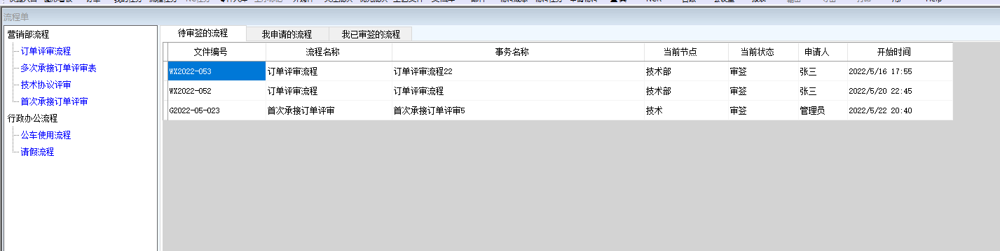 流程单
营销部流程
订单评审流程
多次承接订单评审表
技术协议评审
首次承接订单评审
行政办公流程
公车使用流程
请假流程
待审签的流程 我申请的流程 我已审签的流程
文件编号 流程名称 事务名称 当前节点 当前状态 申请人 开始时间
WX2022-053 订单评审流程 订单评审流程22 技术部 审签 张三 2022/5/16 17:55
WX2022-052 订单评审流程 订单评审流程 技术部 审签 张三 2022/5/20 22:45
G2022-05-023 首次承接订单评审 首次承接订单评审5 技术 审签 管理员 2022/5/22 20:40